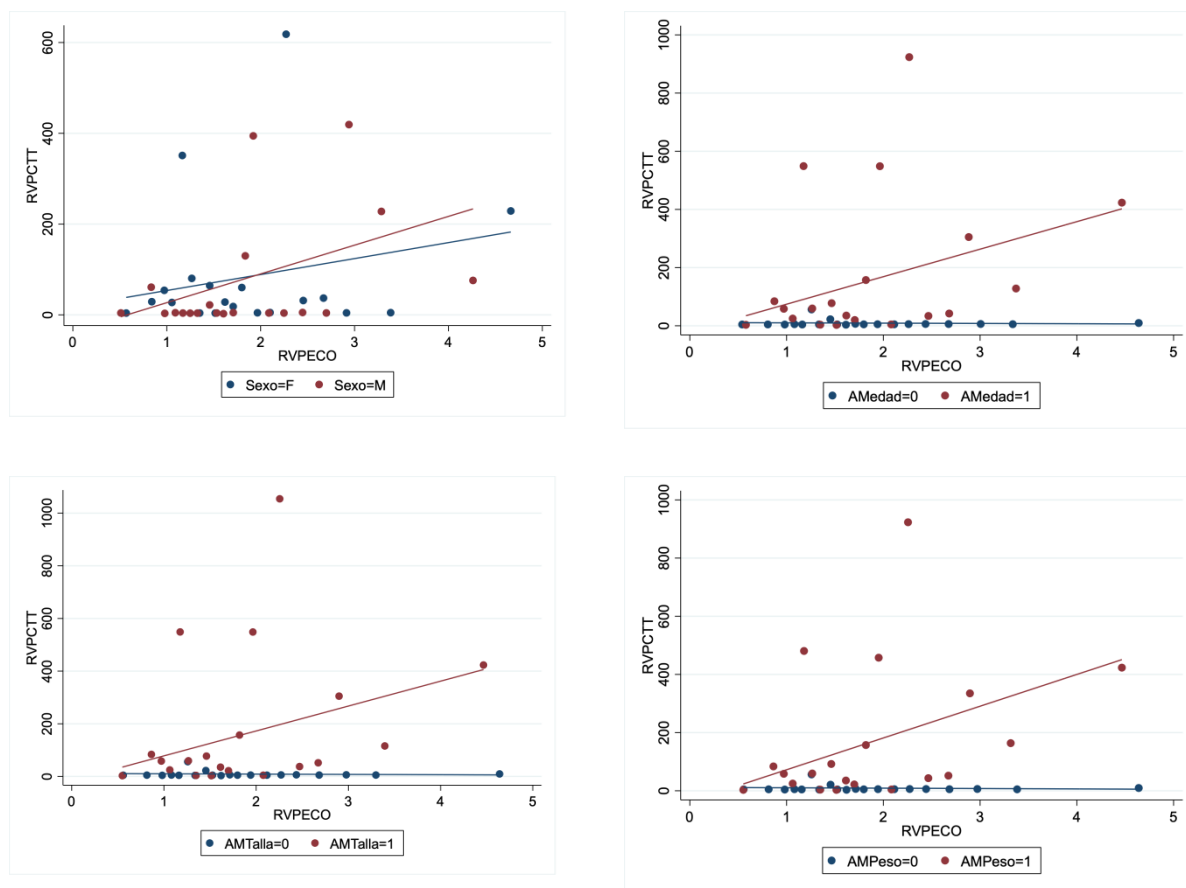 600
400
200
0
RVPCTT
0 1 2 3 4 5
RVPECO
Sexo=F Sexo=M
1000
800
600
400
200
0
RVPCTT
0 1 2 3 4 5
RVPECO
AMedad=0 AMedad=1
1000
800
600
400
200
0
RVPCTT
0 1 2 3 4 5
RVPECO
AMTalla=0 AMTalla=1
1000
800
600
400
200
0
RVPCTT
0 1 2 3 4 5
RVPECO
AMPeso=0 AMPeso=1